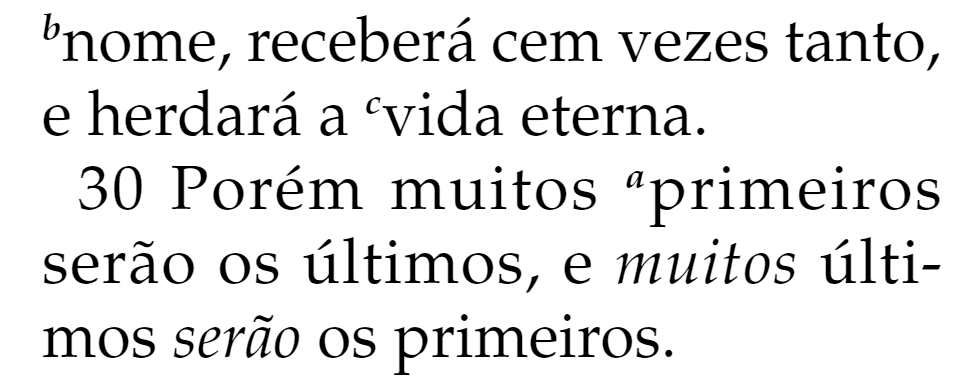 ᵇnome, receberá cem vezes tanto,
e herdará a ᶜvida eterna.
30 Porém muitos ᵃprimeiros
serão os últimos, e muitos últi-
mos serão os primeiros.